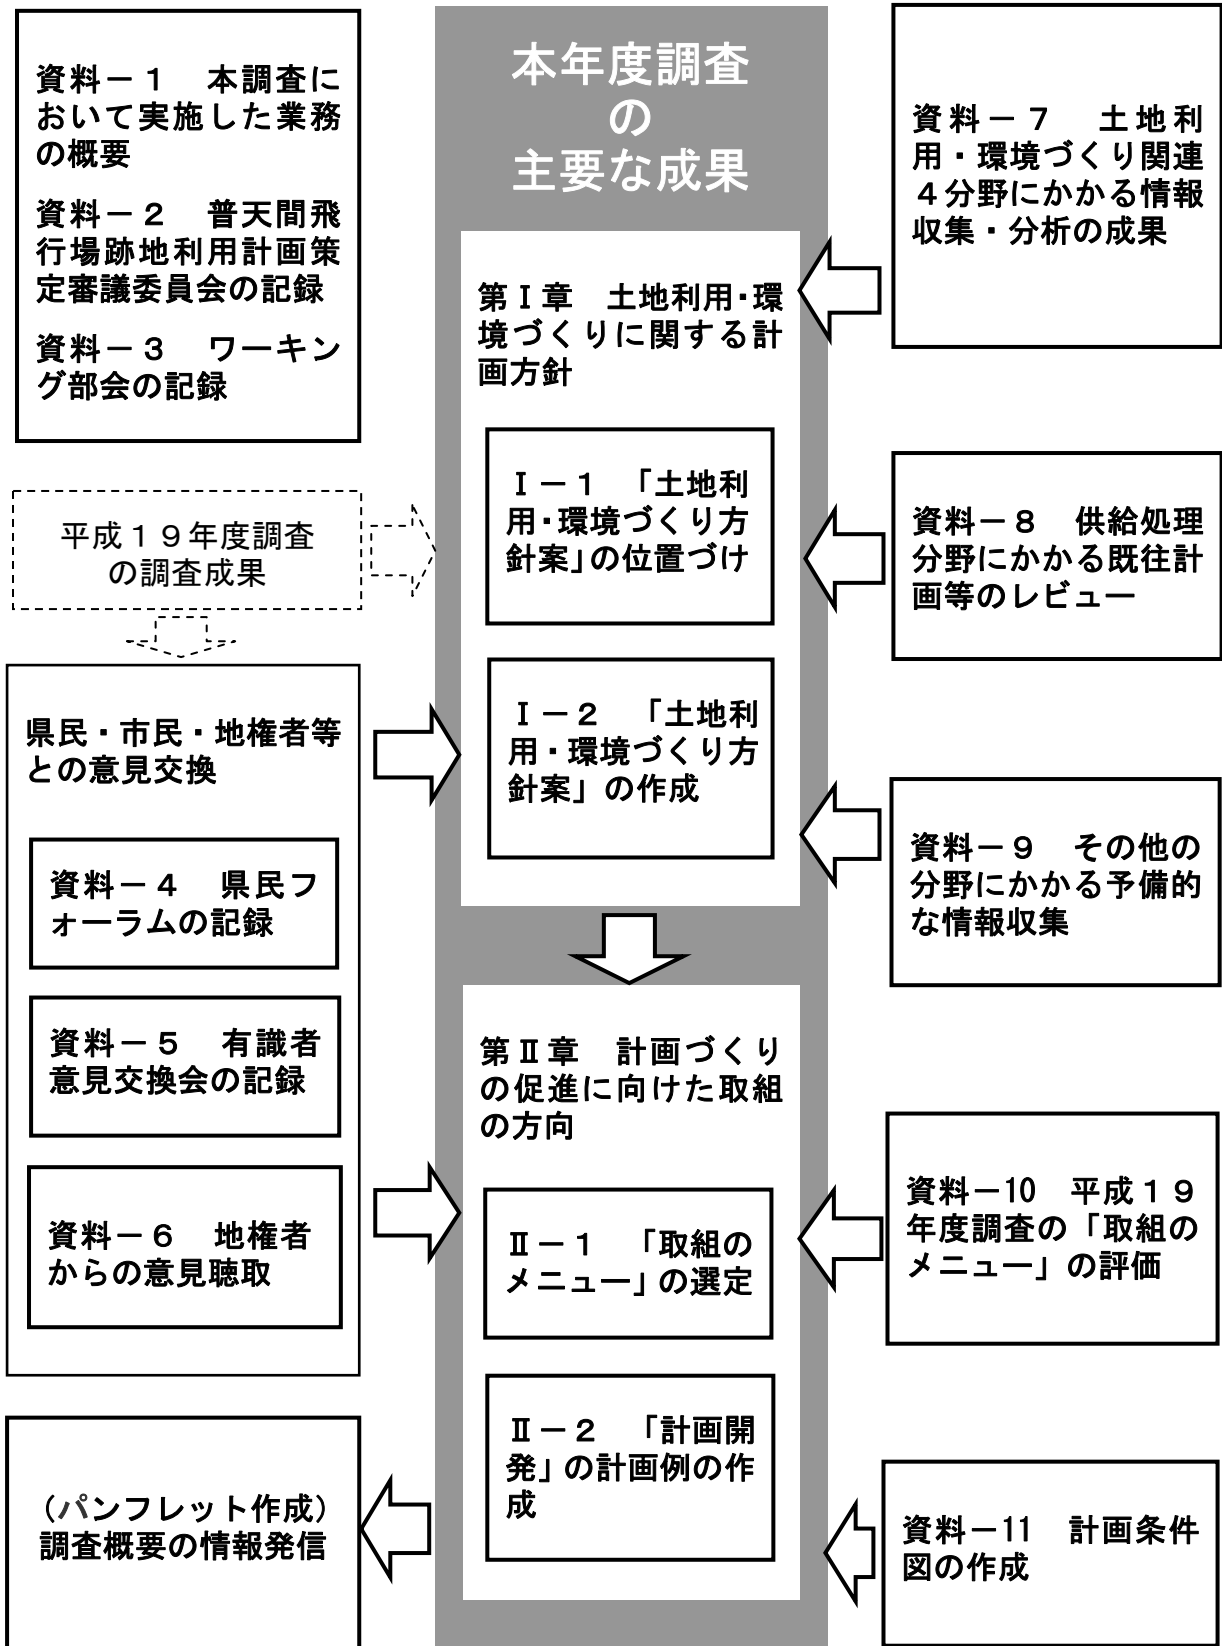 資料－１　本調査に
おいて実施した業務
の概要
資料－２　普天間飛
行場跡地利用計画策
定審議委員会の記録
資料－３　ワーキン
グ部会の記録
平成１９年度調査
の調査成果
県民・市民・地権者等
との意見交換
資料－４　県民フ
ォーラムの記録
資料－５　有識者
意見交換会の記録
資料－６　地権者
からの意見聴取
（パンフレット作成）
調査概要の情報発信
本年度調査
の
主要な成果
第Ⅰ章　土地利用・環
境づくりに関する計
画方針
Ⅰ－１　「土地利
用・環境づくり方
針案」の位置づけ
Ⅰ－２　「土地利
用・環境づくり方
針案」の作成
第Ⅱ章　計画づくり
の促進に向けた取組
の方向
Ⅱ－１　「取組の
メニュー」の選定
Ⅱ－２　「計画開
発」の計画例の作
成
資料－７　土地利
用・環境づくり関連
４分野にかかる情報
収集・分析の成果
資料－８　供給処理
分野にかかる既往計
画等のレビュー
資料－９　その他の
分野にかかる予備的
な情報収集
資料－10　平成１９
年度調査の「取組の
メニュー」の評価
資料－11　計画条件
図の作成